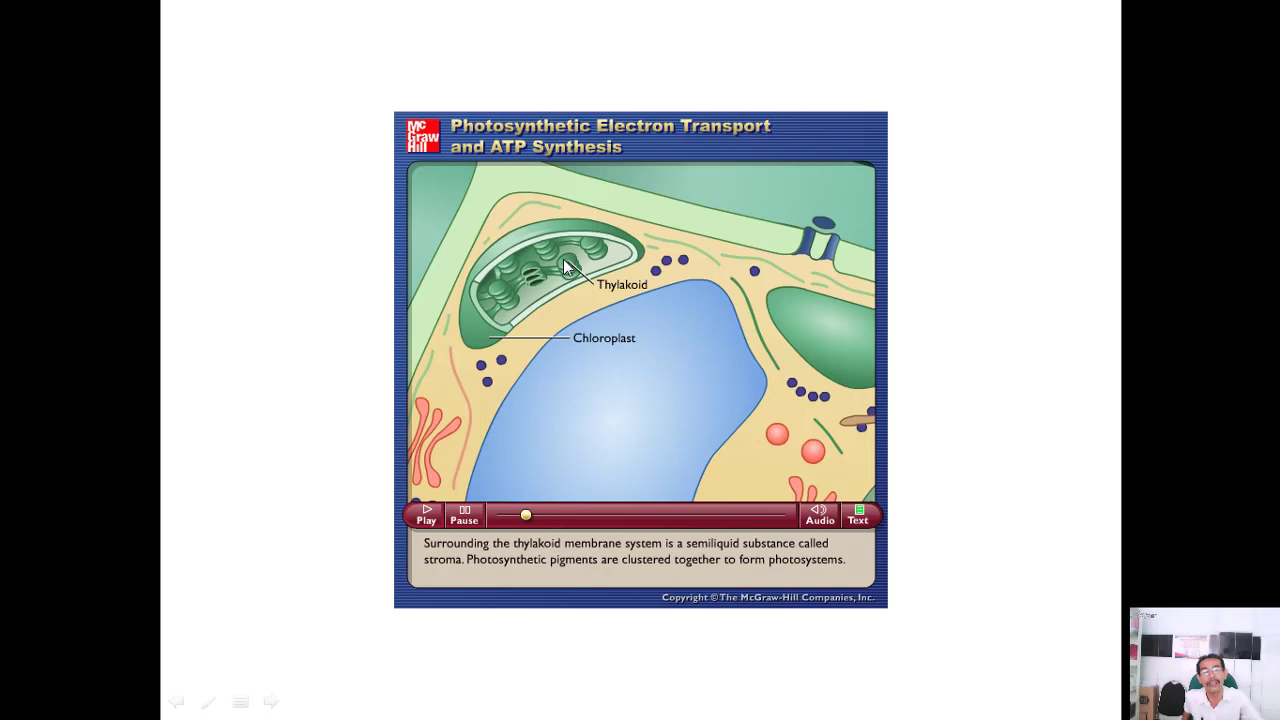 Mc
Graw
Hill
Photosynthetic Electron Transport
and ATP Synthesis
Thylakoid
Chloroplast
Play
Pause
Audio
Text
Surrounding the thylakoid membrane system is a semiliquid substance called
stroma. Photosynthetic pigments are clustered together to form photosystems.
Copyright © The McGraw-Hill Companies, Inc.